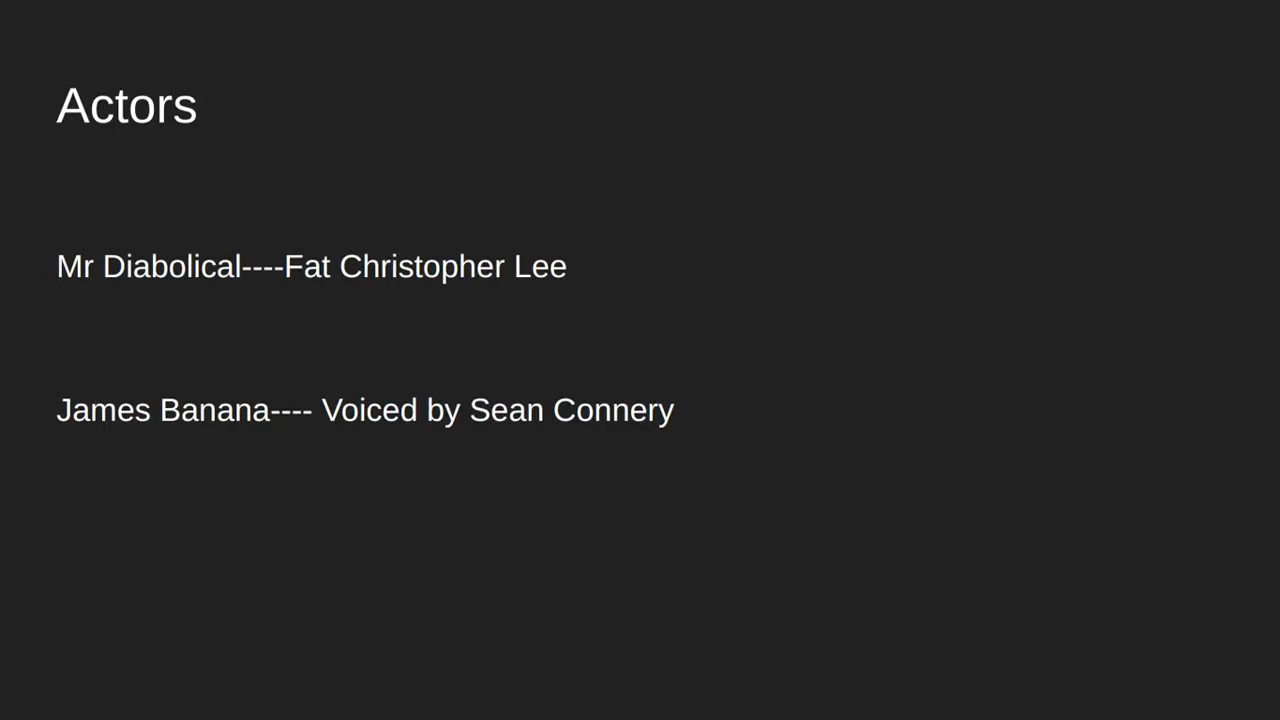 Actors
Mr Diabolical----Fat Christopher Lee
James Banana---- Voiced by Sean Connery